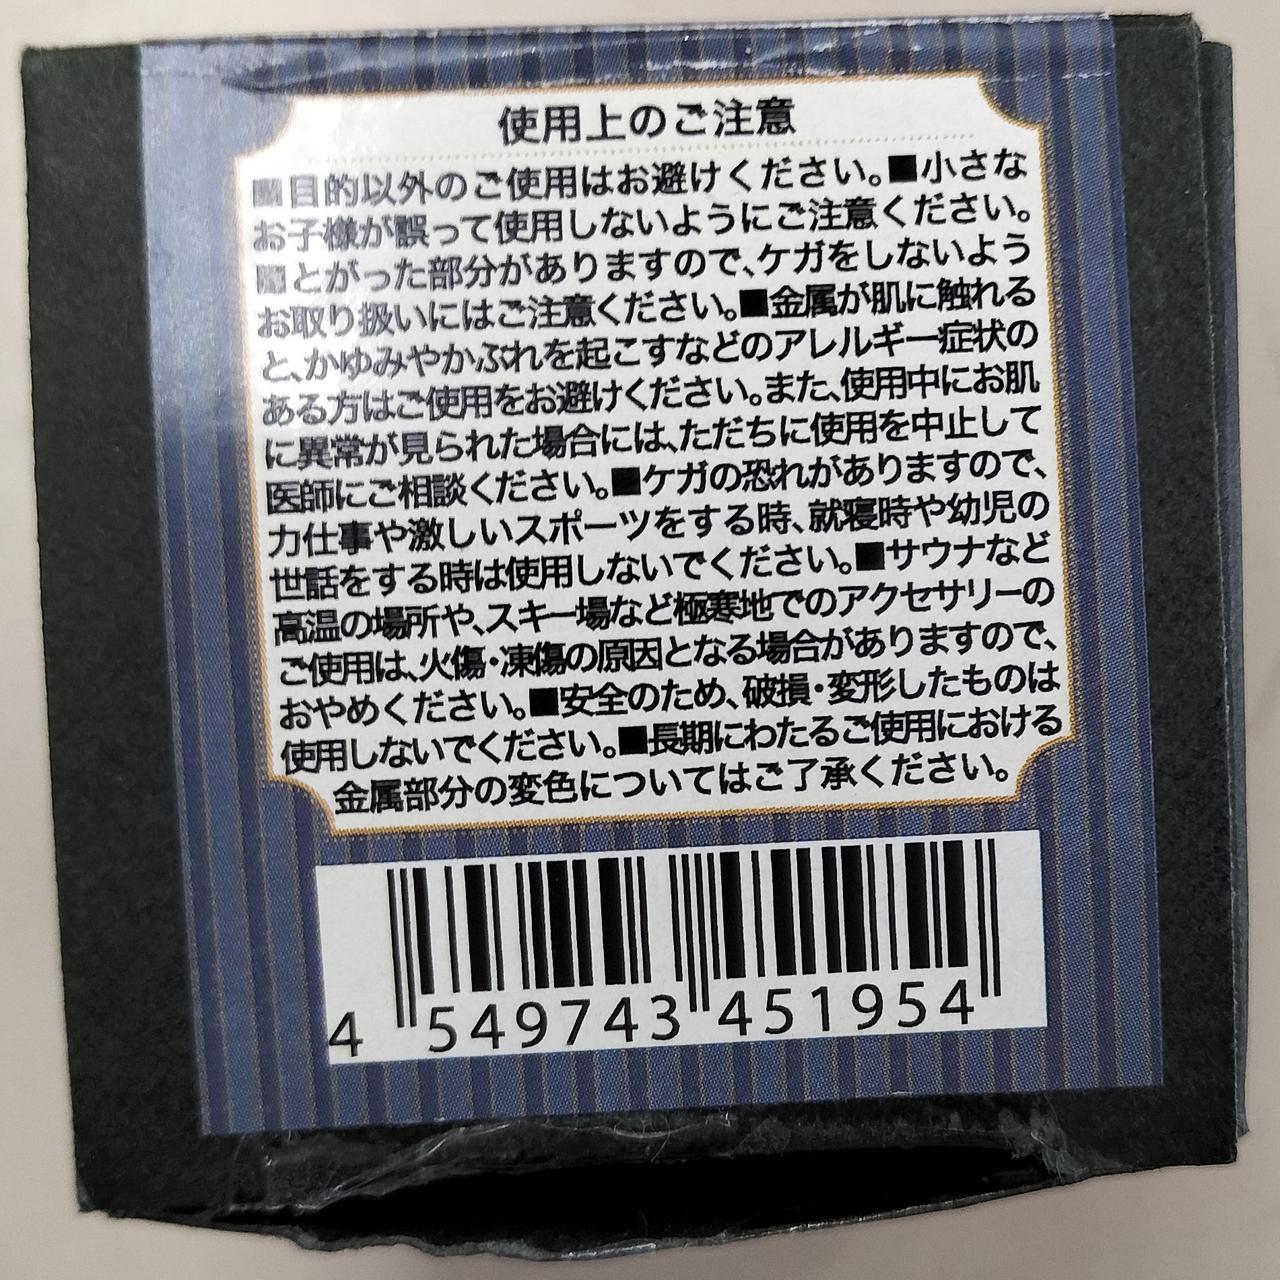 使用上のご注意
■目的以外のご使用はお避けください。■小さな
お子様が誤って使用しないようにご注意ください。
■とがった部分がありますので、ケガをしないよう
お取り扱いにはご注意ください。■金属が肌に触れる
と、かゆみやかぶれを起こすなどのアレルギー症状の
ある方はご使用をお避けください。また、使用中にお肌
に異常が見られた場合には、ただちに使用を中止して
医師にご相談ください。■ケガの恐れがありますので、
力仕事や激しいスポーツをする時、就寝時や幼児の
世話をする時は使用しないでください。■サウナなど
高温の場所や、スキー場など極寒地でのアクセサリーの
ご使用は、火傷・凍傷の原因となる場合がありますので、
おやめください。■安全のため、破損・変形したものは
使用しないでください。■長期にわたるご使用における
金属部分の変色についてはご了承ください。
4 549743 451954